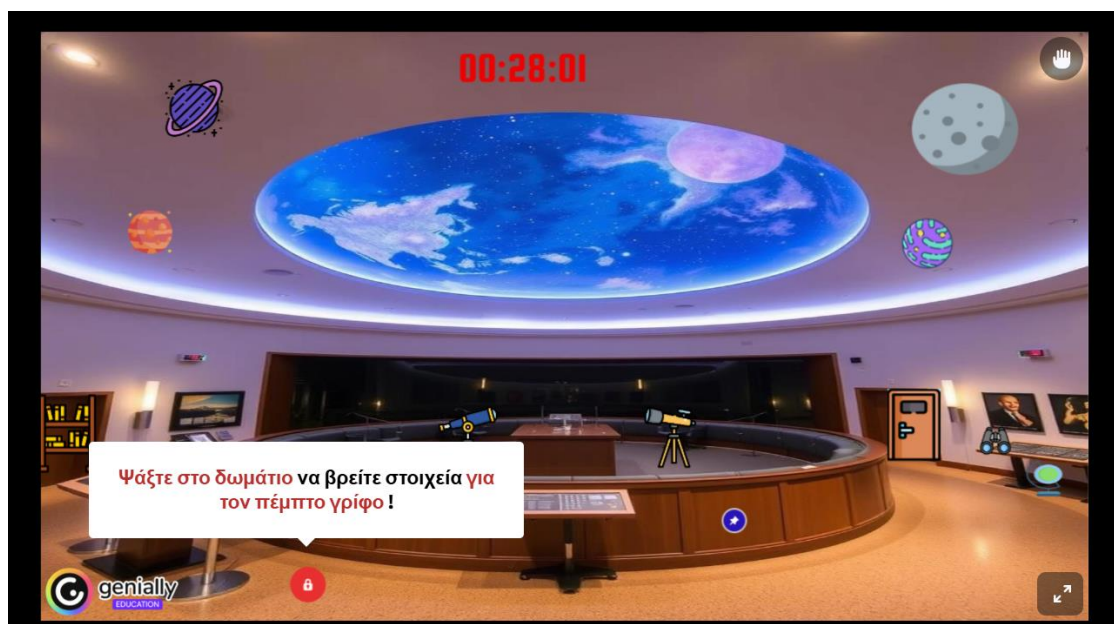 00:28:01
Ψάξτε στο δωμάτιο να βρείτε στοιχεία για
τον πέμπτο γρίφο !
genially
EDUCATION